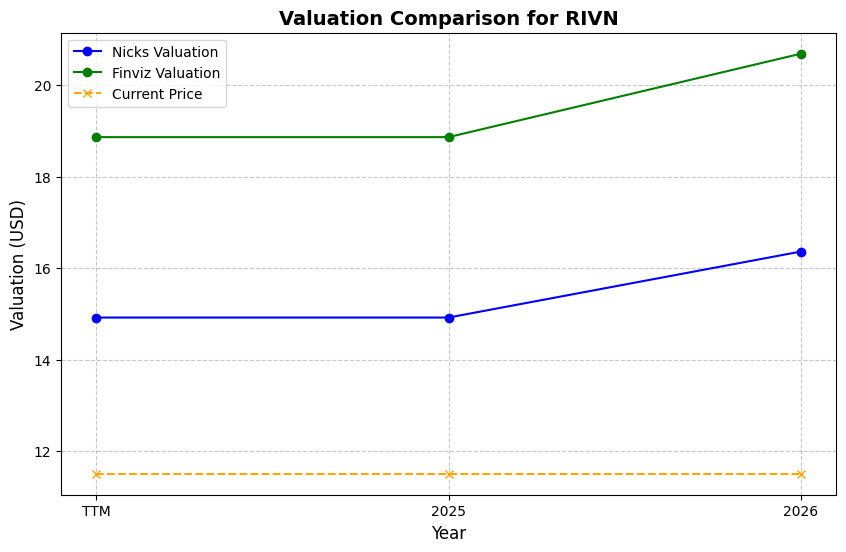 Valuation Comparison for RIVN
Nicks Valuation
Finviz Valuation
Current Price
Valuation (USD)
20
18
16
14
12
TTM 2025 2026
Year